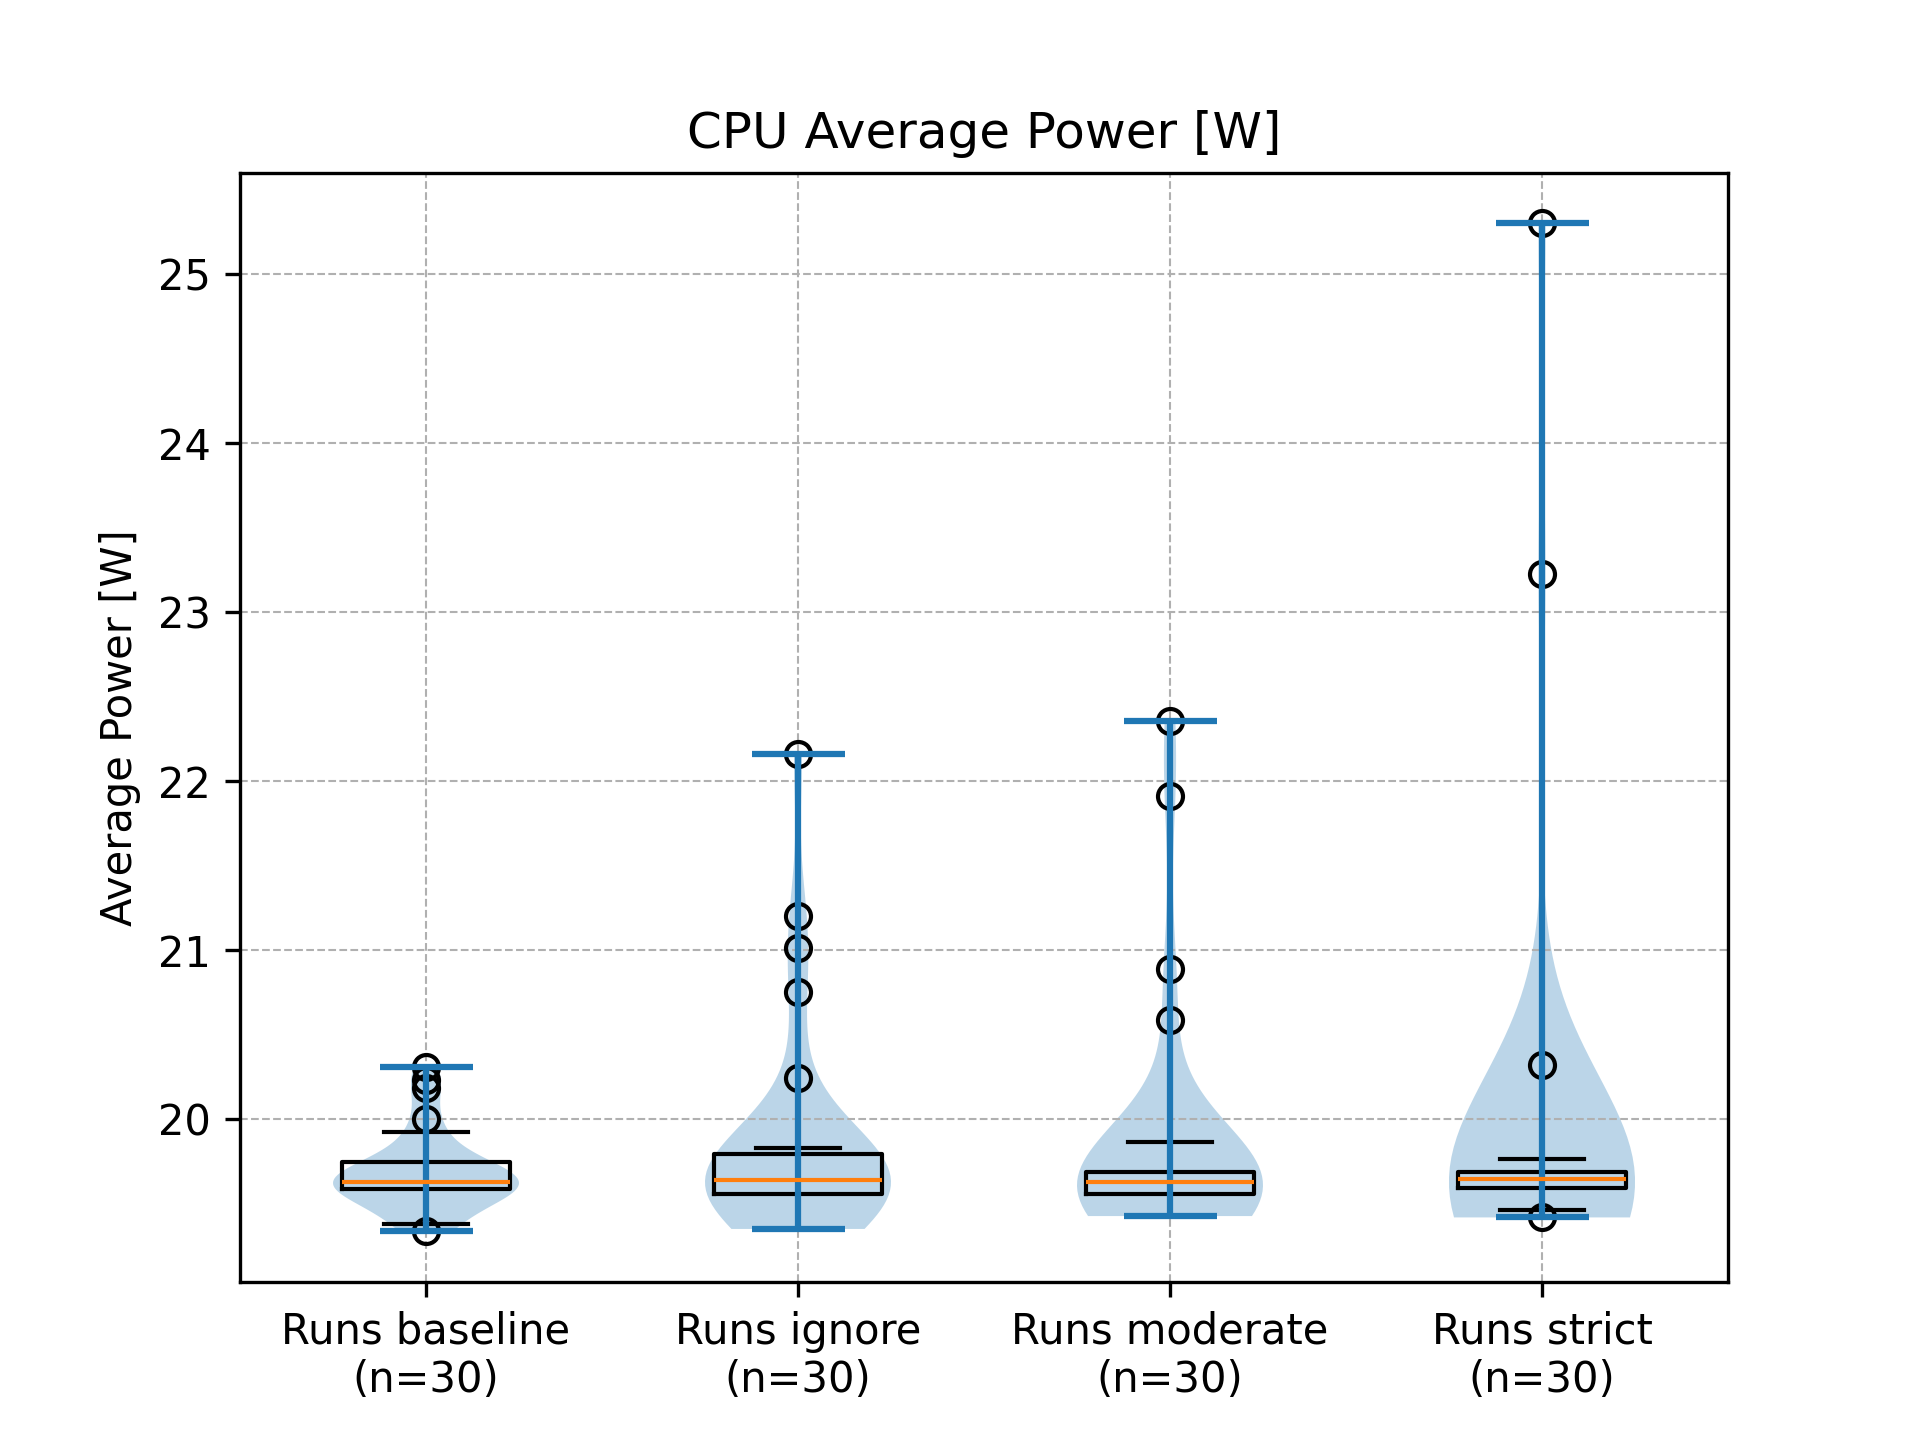 CPU Average Power [W]
Average Power [W]
25
24
23
22
21
20
Runs baseline
(n=30)
Runs ignore
(n=30)
Runs moderate
(n=30)
Runs strict
(n=30)